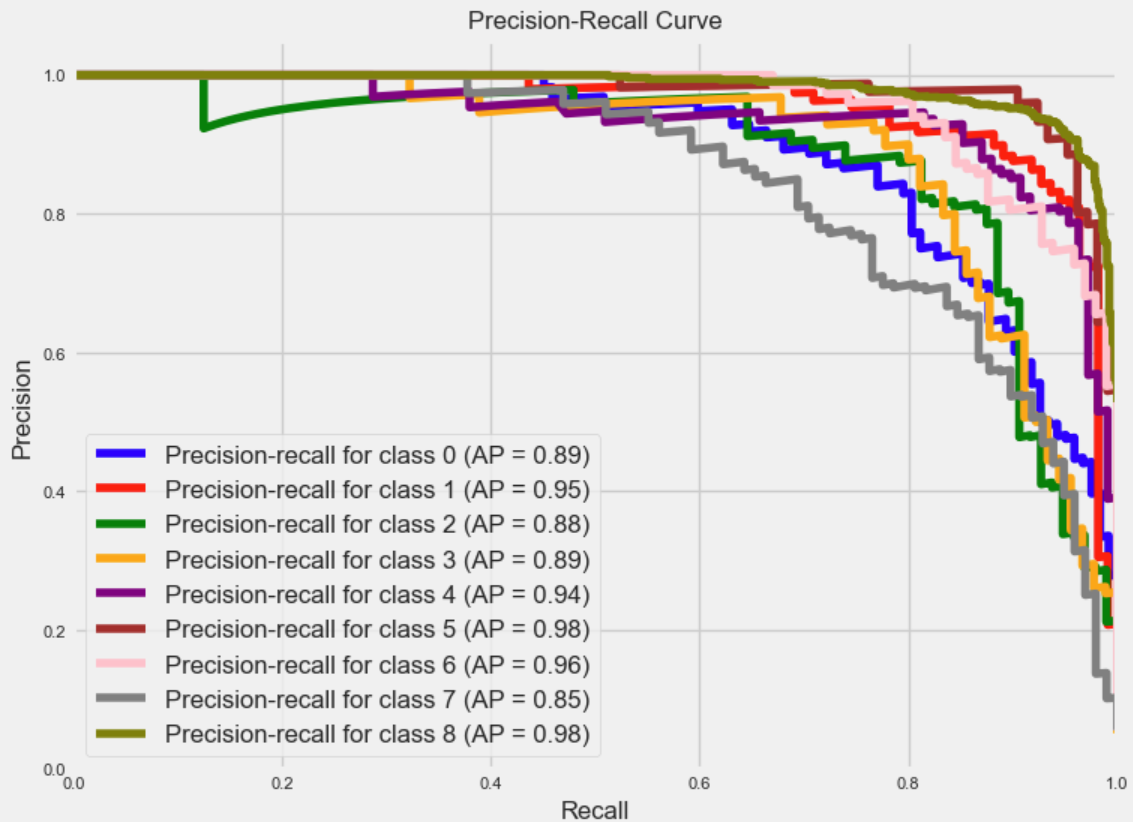 Precision-Recall Curve
1.0
0.8
0.6
0.4
0.2
0.0
Precision
Precision-recall for class 0 (AP = 0.89)
Precision-recall for class 1 (AP = 0.95)
Precision-recall for class 2 (AP = 0.88)
Precision-recall for class 3 (AP = 0.89)
Precision-recall for class 4 (AP = 0.94)
Precision-recall for class 5 (AP = 0.98)
Precision-recall for class 6 (AP = 0.96)
Precision-recall for class 7 (AP = 0.85)
Precision-recall for class 8 (AP = 0.98)
0.0 0.2 0.4 0.6 0.8 1.0
Recall